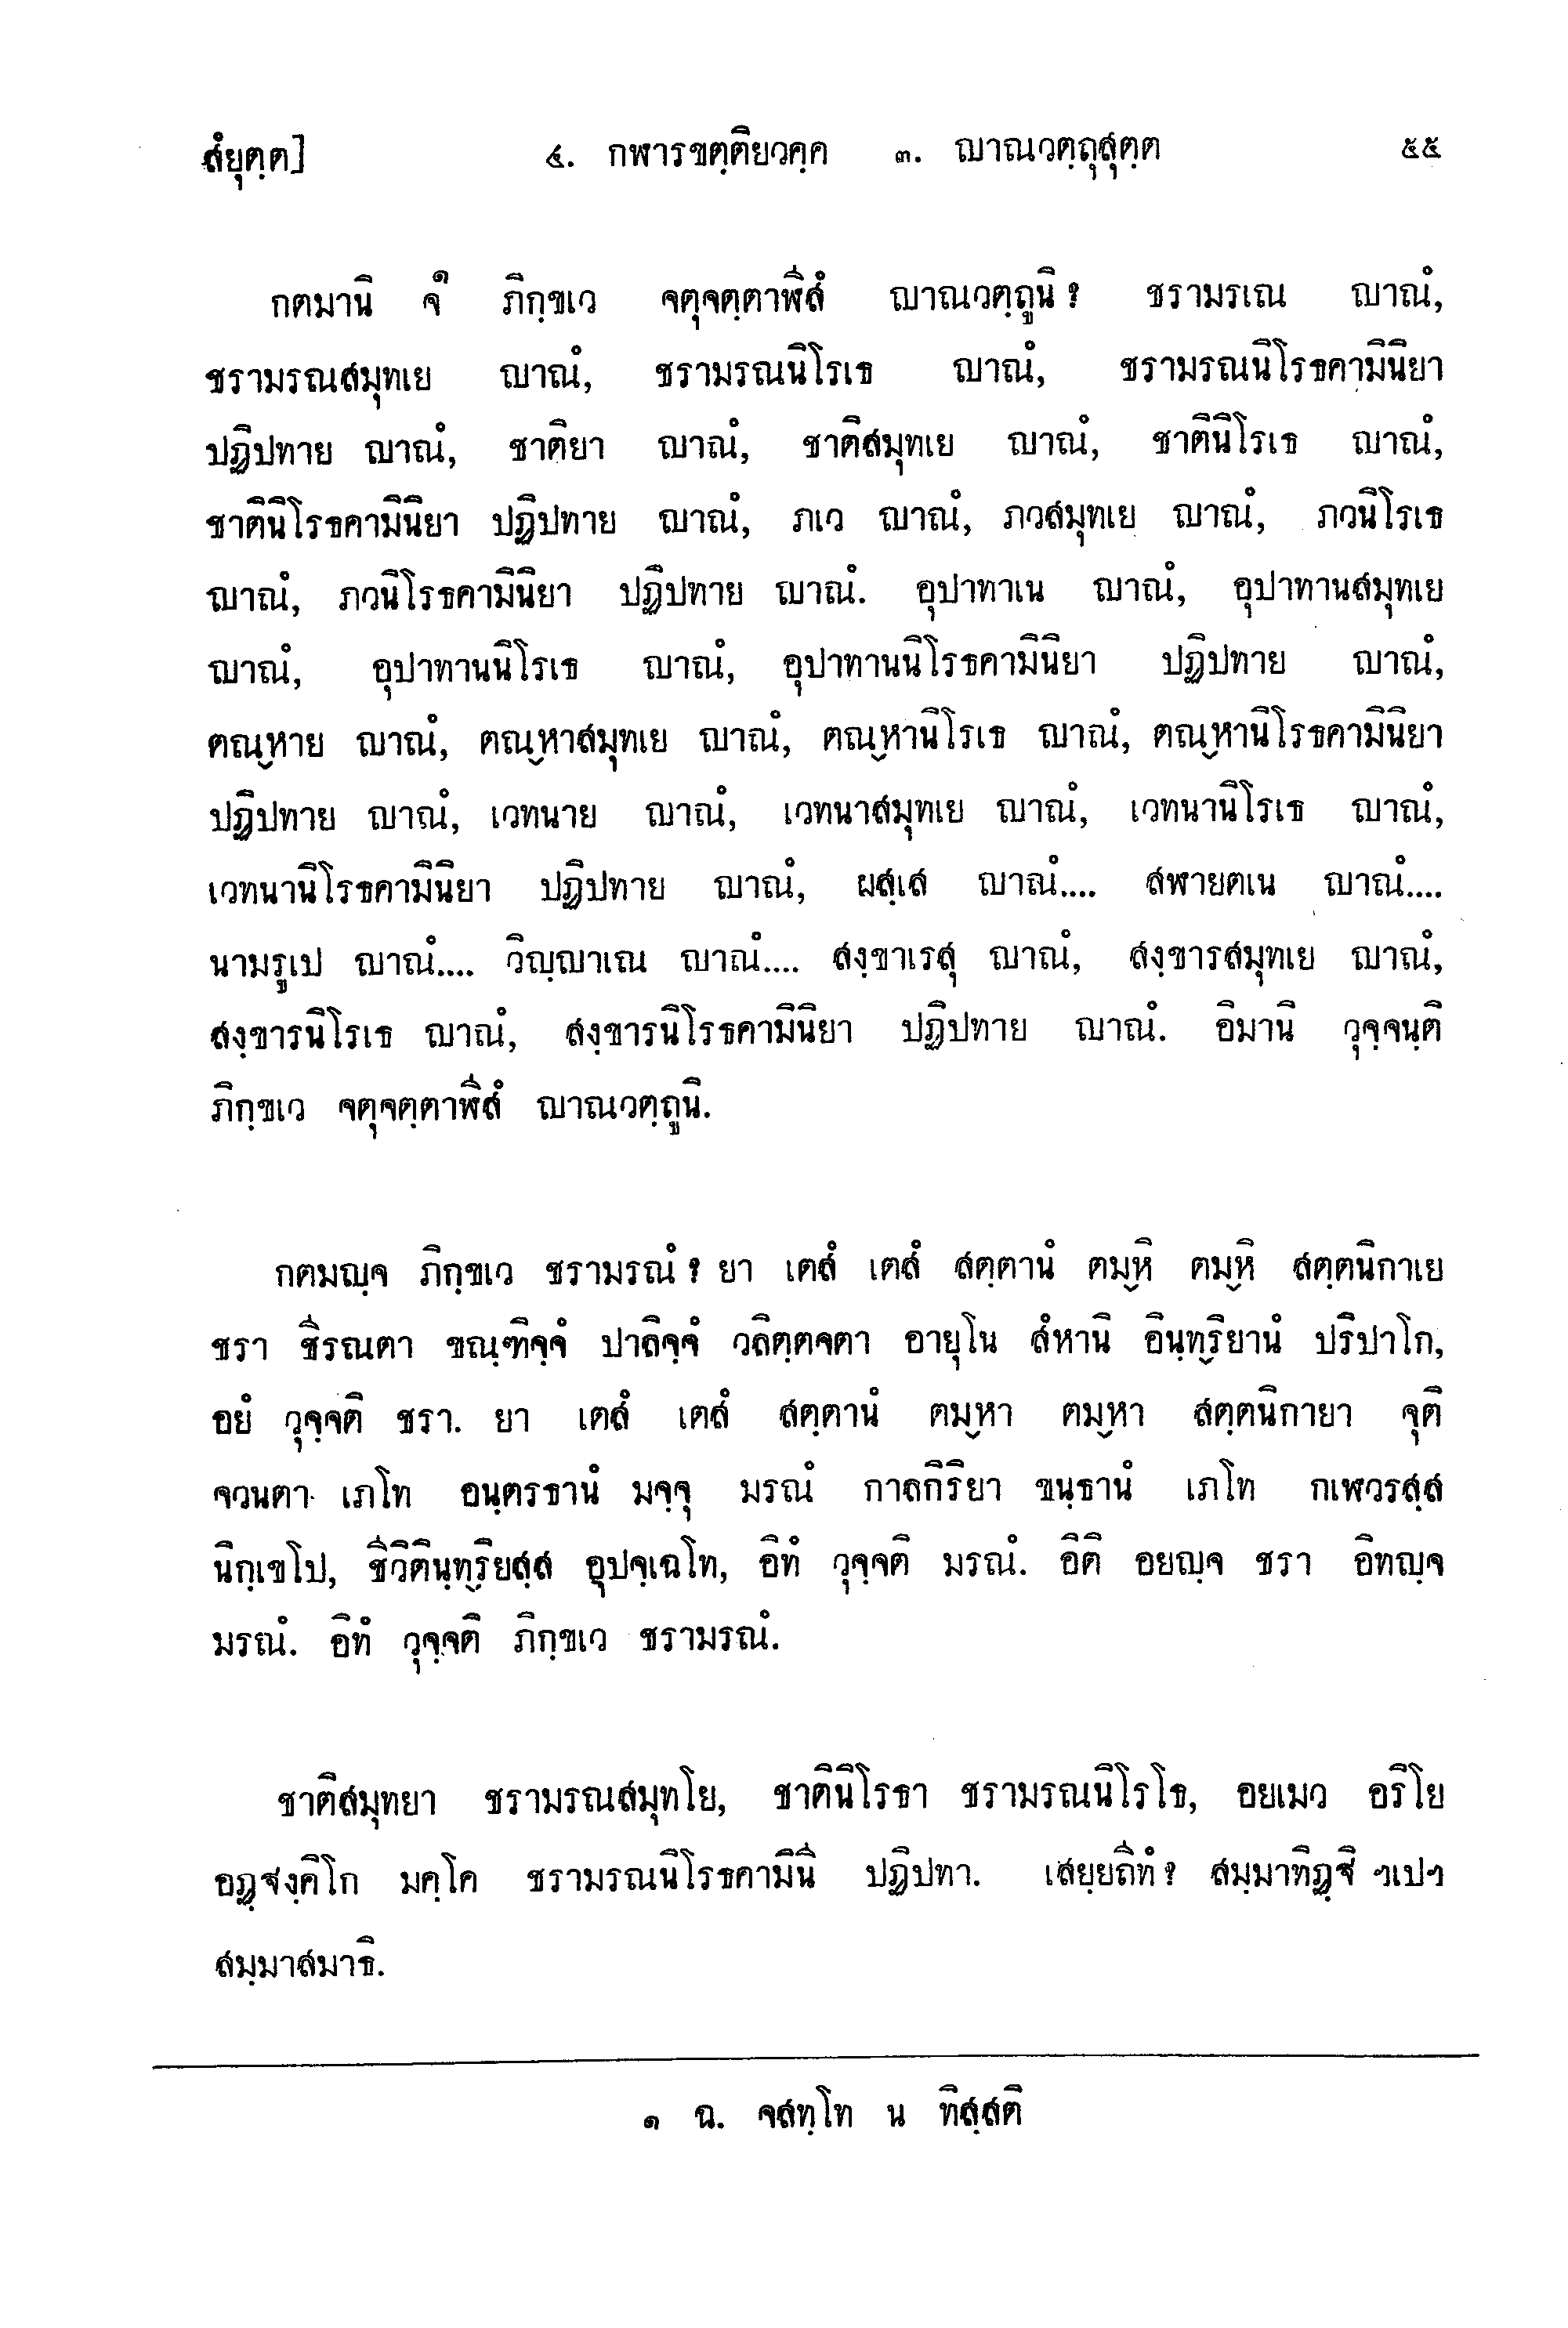 สํยุตฺต] ๔. กฬารขตฺติยวคฺค ๓. ญาณวตฺถุสุตฺต ๕๕
กตมานิ จ๑ ภิกฺขเว จตุจตฺตาฬีสํ ญาณวตฺถูนิ ? ชรามรเณ ญาณํ,
ชรามรณสมุทเย ญาณํ, ชรามรณนิโรเธ ญาณํ, ชรามรณนิโรธคามินิยา
ปฏิปทาย ญาณํ, ชาติยา ญาณํ, ชาติสมุทเย ญาณํ, ชาตินิโรเธ ญาณํ,
ชาตินิโรธคามินิยา ปฏิปทาย ญาณํ, ภเว ญาณํ, ภวสมุทเย ญาณํ, ภวนิโรเธ
ญาณํ, ภวนิโรธคามินิยา ปฏิปทาย ญาณํ. อุปาทาเน ญาณํ, อุปาทานสมุทเย
ญาณํ, อุปาทานนิโรเธ ญาณํ, อุปาทานนิโรธคามินิยา ปฏิปทาย ญาณํ,
ตณฺหาย ญาณํ, ตณฺหาสมุทเย ญาณํ, ตณฺหานิโรเธ ญาณํ, ตณฺหานิโรธคามินิยา
ปฏิปทาย ญาณํ, เวทนาย ญาณํ, เวทนาสมุทเย ญาณํ, เวทนานิโรเธ ญาณํ,
เวทนานิโรธคามินิยา ปฏิปทาย ญาณํ, ผสฺเส ญาณํ.... สฬายตเน ญาณํ....
นามรูเป ญาณํ.... วิญฺญาเณ ญาณํ.... สงฺขาเรสุ ญาณํ, สงฺขารสมุทเย ญาณํ,
สงฺขารนิโรเธ ญาณํ, สงฺขารนิโรธคามินิยา ปฏิปทาย ญาณํ. อิมานิ วุจฺจนฺติ
ภิกฺขเว จตุจตฺตาฬีสํ ญาณวตฺถูนิ.
กตมญฺจ ภิกฺขเว ชรามรณํ ? ยา เตสํ เตสํ สตฺตานํ ตมฺหิ ตมฺหิ สตฺตนิกาเย
ชรา ชีรณตา ขณฺฑิจฺจํ ปาลิจฺจํ วลิตฺตจตา อายุโน สํหานิ อินฺทฺริยานํ ปริปาโก,
อยํ วุจฺจติ ชรา. ยา เตสํ เตสํ สตฺตานํ ตมฺหา ตมฺหา สตฺตนิกายา จุติ
จวนตา เภโท อนฺตรธานํ มจฺจุ มรณํ กาลกิริยา ขนฺธานํ เภโท กเฬวรสฺส
นิกฺเขโป, ชีวิตินฺทฺริยสฺส อุปจฺเฉโท, อิทํ วุจฺจติ มรณํ. อิติ อยญฺจ ชรา อิทญฺจ
มรณํ. อิทํ วุจฺจติ ภิกฺขเว ชรามรณํ.
ชาติสมุทยา ชรามรณสมุทโย, ชาตินิโรธา ชรามรณนิโรโธ, อยเมว อริโย
อฏฺฐงฺคิโก มคฺโค ชรามรณนิโรธคามินี ปฏิปทา. เสยฺยถีทํ ? สมฺมาทิฏฺฐิ ฯเปฯ
สมฺมาสมาธิ.
๑ ฉ. จสทฺโท น ทิสฺสติ